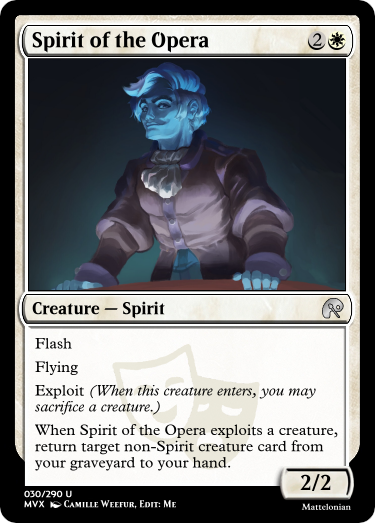 Spirit of the Opera 2
Creature — Spirit
Flash
Flying
Exploit (When this creature enters, you may
sacrifice a creature.)
When Spirit of the Opera exploits a creature,
return target non-Spirit creature card from
your graveyard to your hand.
2/2
030/290 U
MVX Camille Weefur, Edit: Me
Mattelonian